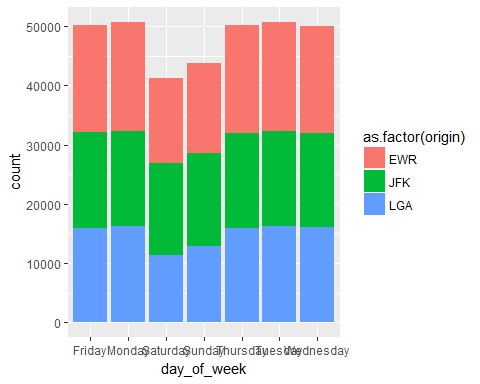 50000
40000
30000
20000
10000
0
count
Friday Monday Saturday Sunday Thursday Tuesday Wednesday
day_of_week
as.factor(origin)
EWR
JFK
LGA